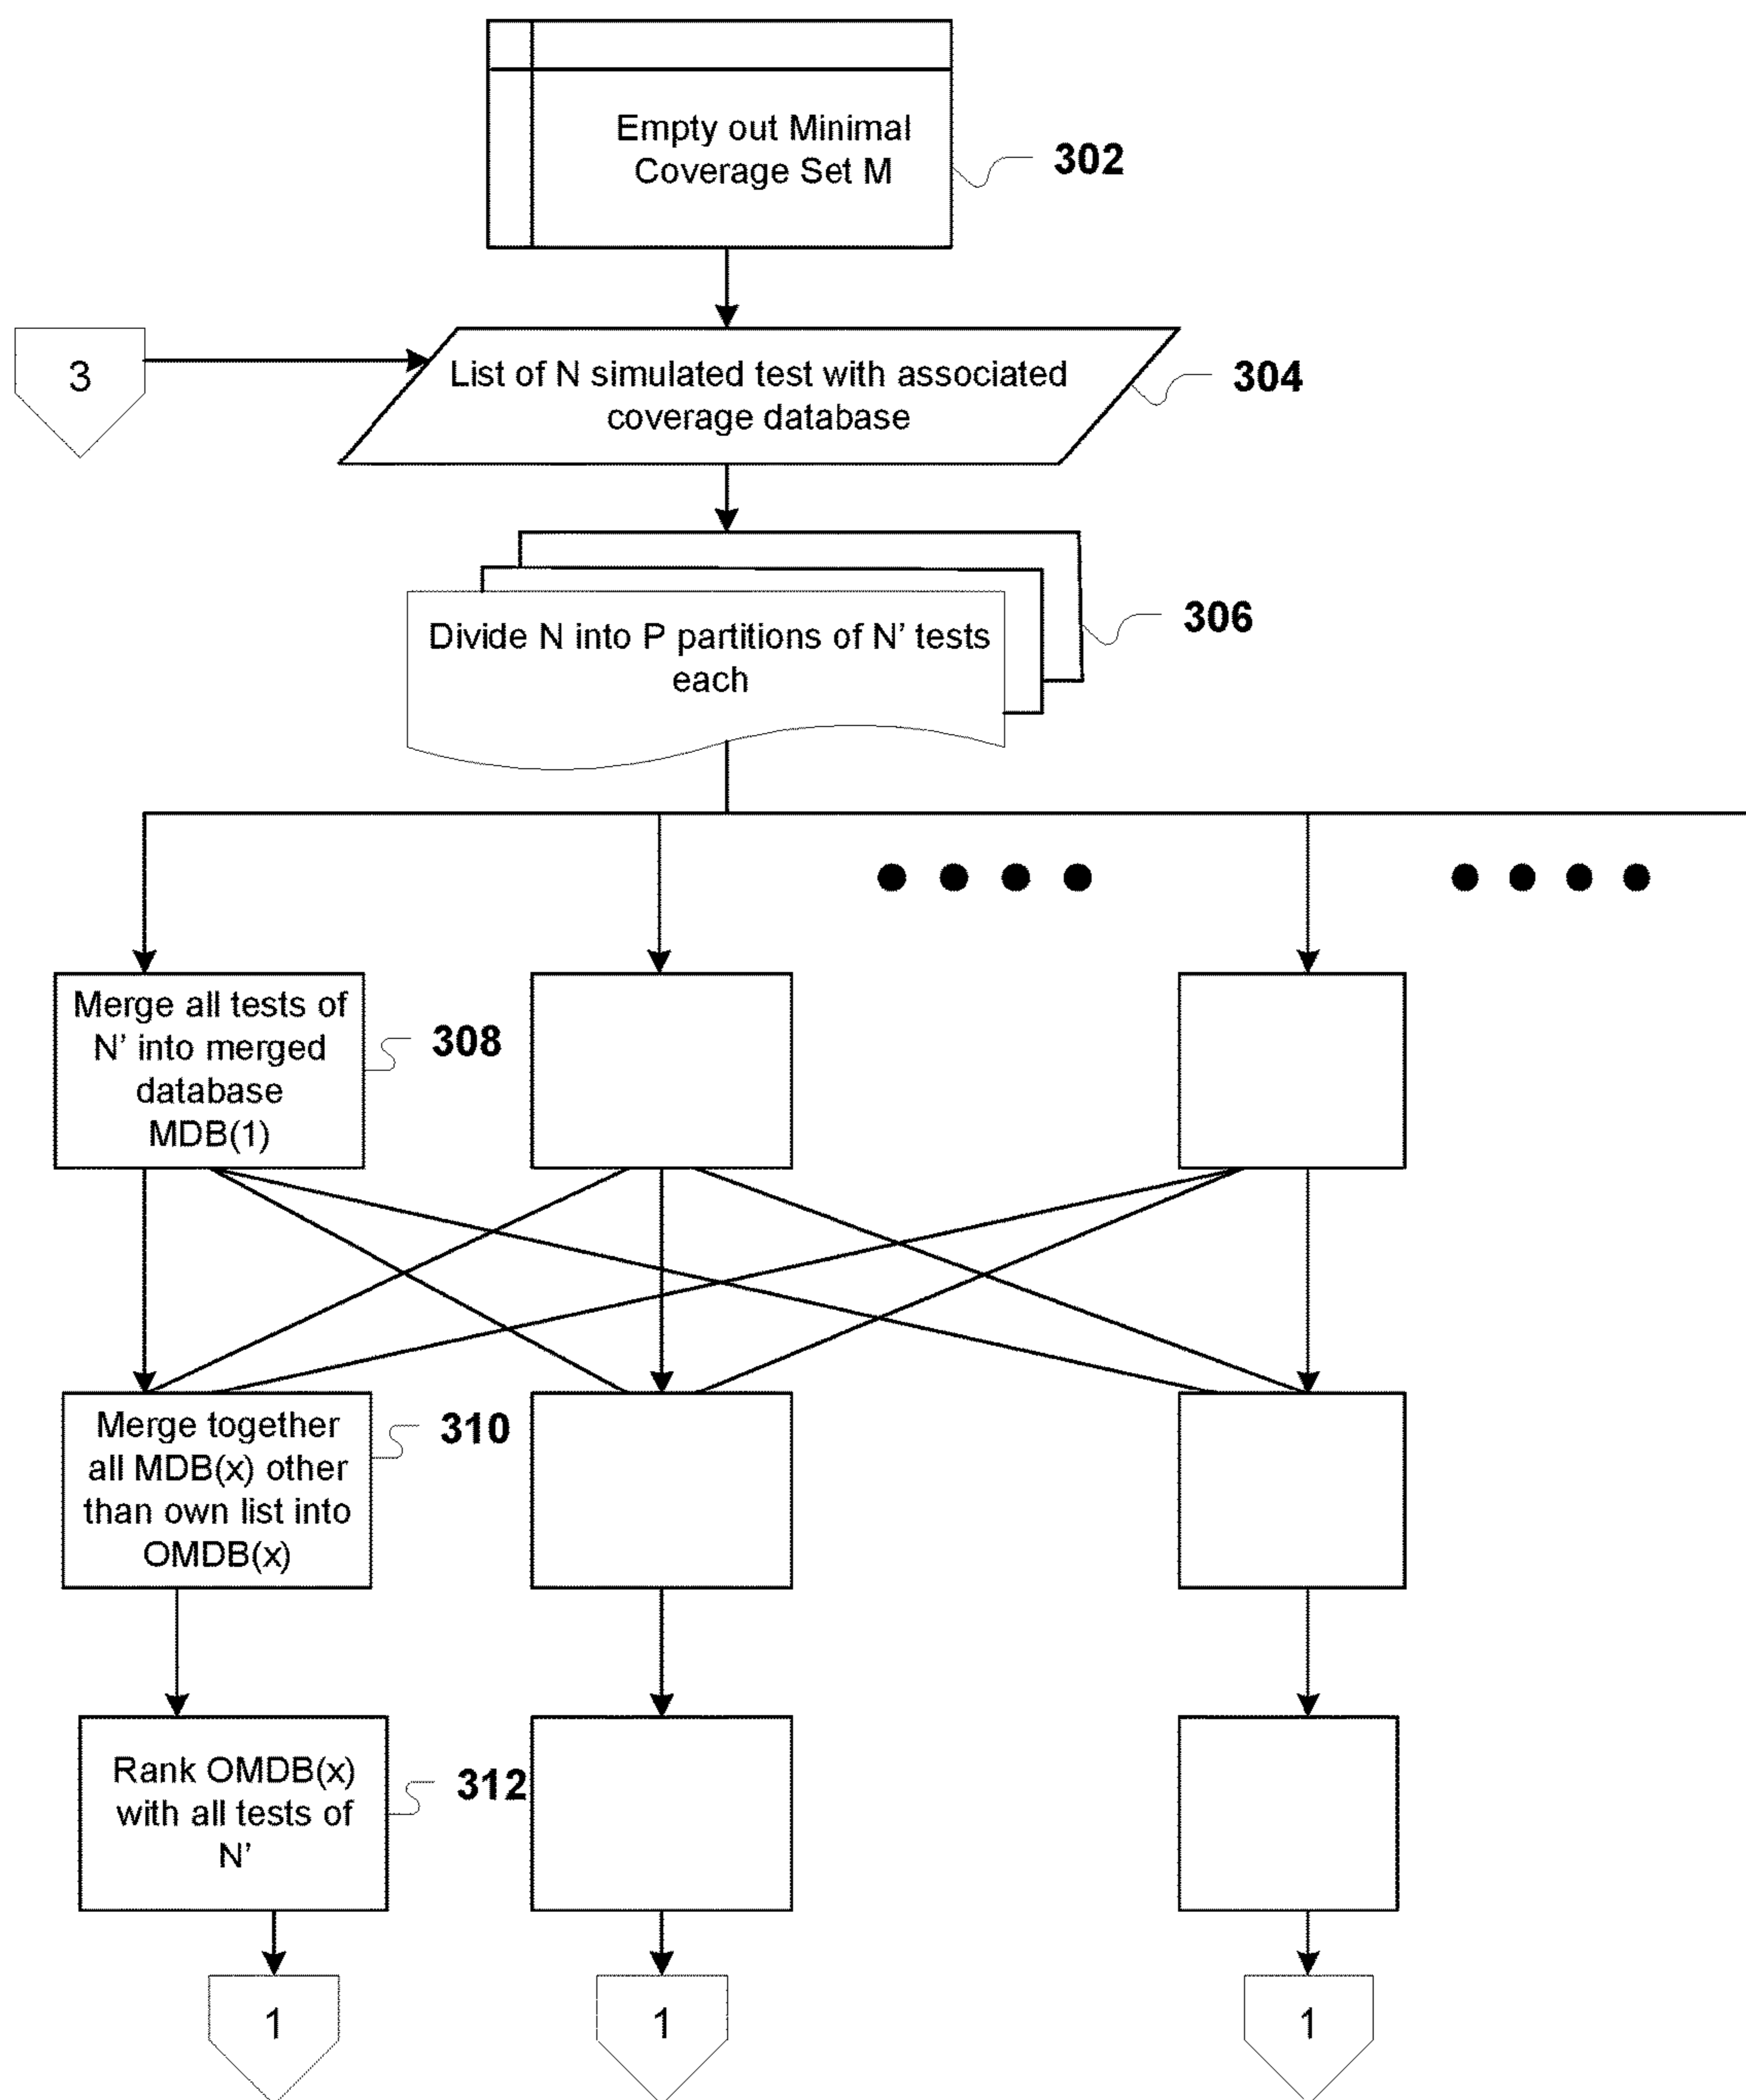 Empty out Minimal
Coverage Set M
302
3
List of N simulated test with associated
coverage database
304
Divide N into P partitions of N’ tests
each
306
Merge all tests of
N’ into merged
database
MDB(1)
308
Merge together
all MDB(x) other
than own list into
OMDB(x)
310
Rank OMDB(x)
with all tests of
N’
312
1
1
1